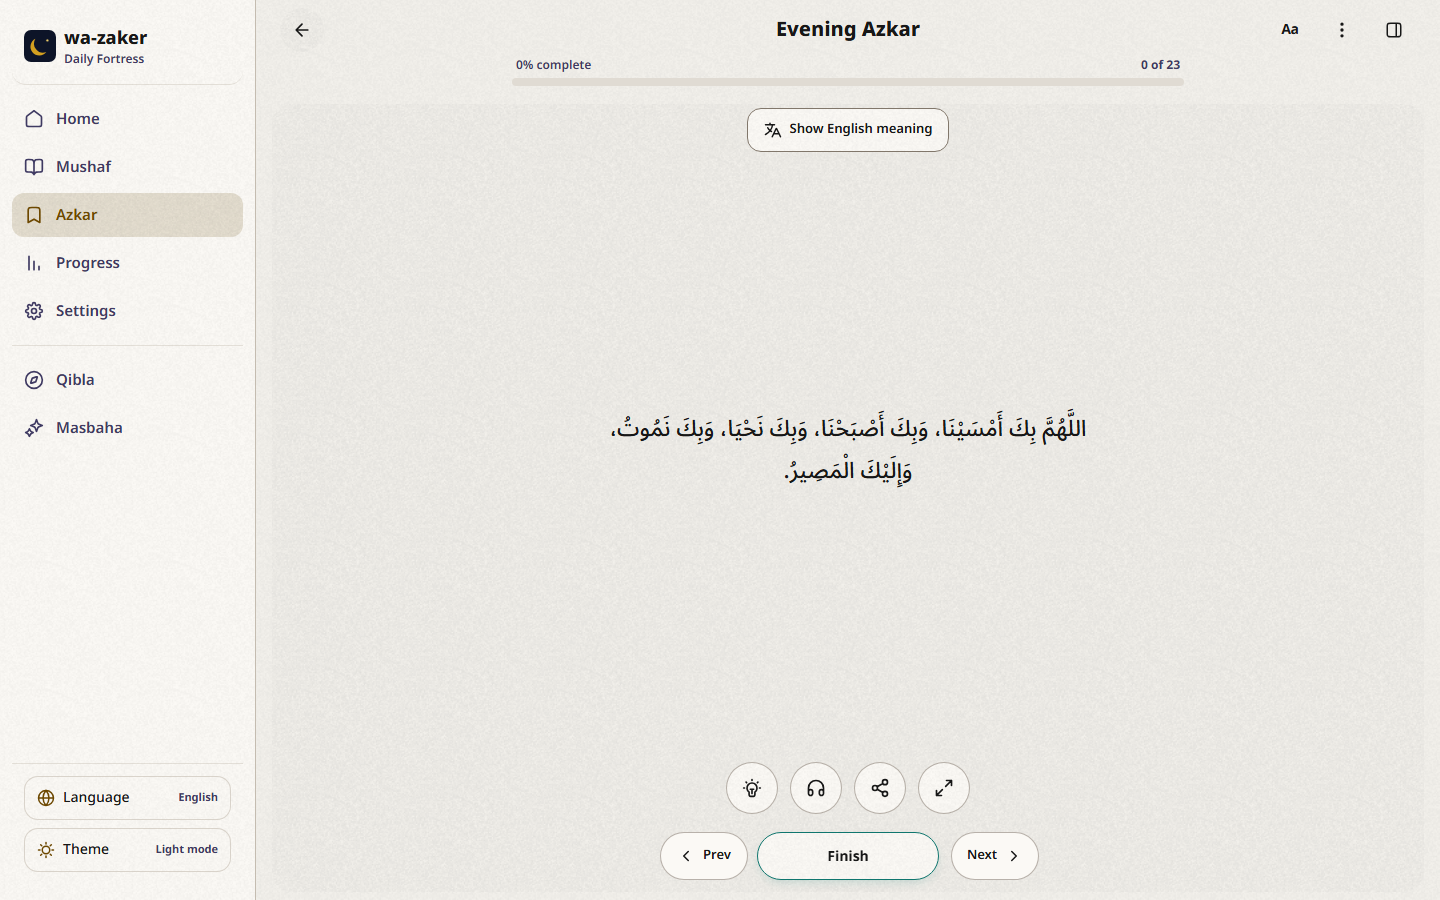 wa-zaker
Daily Fortress
Home
Mushaf
Azkar
Progress
Settings
Qibla
Masbaha
Language English
Theme Light mode
Evening Azkar
Aa
0% complete 0 of 23
Show English meaning
اللَّهُمَّ بِكَ أَمْسَيْنَا، وَبِكَ أَصْبَحْنَا، وَبِكَ نَحْيَا، وَبِكَ نَمُوتُ،
وَإِلَيْكَ الْمَصِيرُ.
Prev Finish Next